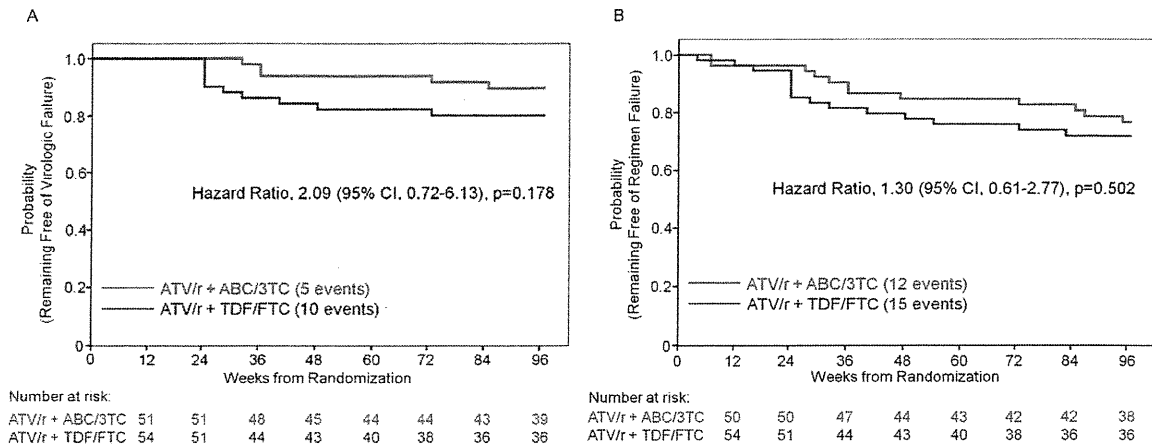 A
Probability
(Remaining Free of Virologic Failure)
1.0
0.8
0.6
0.4
0.2
0
Hazard Ratio, 2.09 (95% CI, 0.72-6.13), p=0.178
ATV/r + ABC/3TC (5 events)
ATV/r + TDF/FTC (10 events)
0 12 24 36 48 60 72 84 96
Weeks from Randomization
Number at risk:
ATV/r + ABC/3TC 51 51 48 45 44 44 43 39
ATV/r + TDF/FTC 54 51 44 43 40 38 36 36
B
Probability
(Remaining Free of Regimen Failure)
1.0
0.8
0.6
0.4
0.2
0
Hazard Ratio, 1.30 (95% CI, 0.61-2.77), p=0.502
ATV/r + ABC/3TC (12 events)
ATV/r + TDF/FTC (15 events)
0 12 24 36 48 60 72 84 96
Weeks from Randomization
Number at risk:
ATV/r + ABC/3TC 50 50 47 44 43 42 42 38
ATV/r + TDF/FTC 54 51 44 43 40 38 36 36